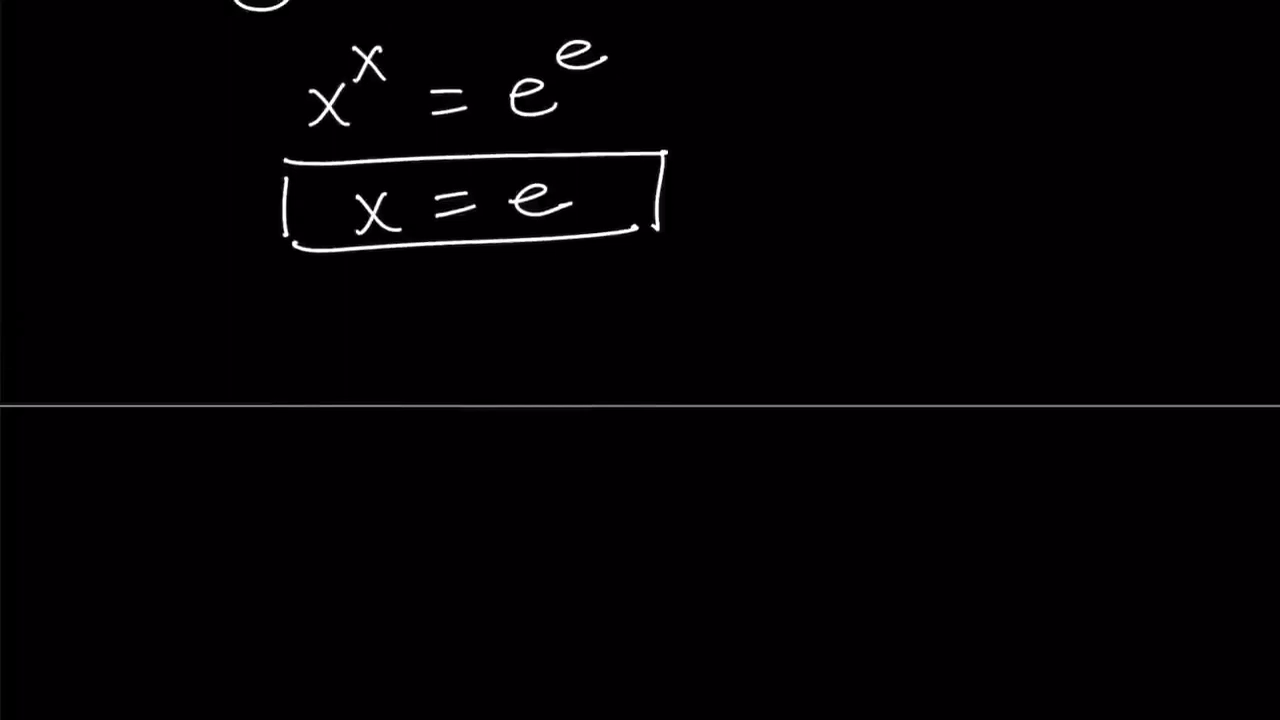 x^x = e^e
x = e